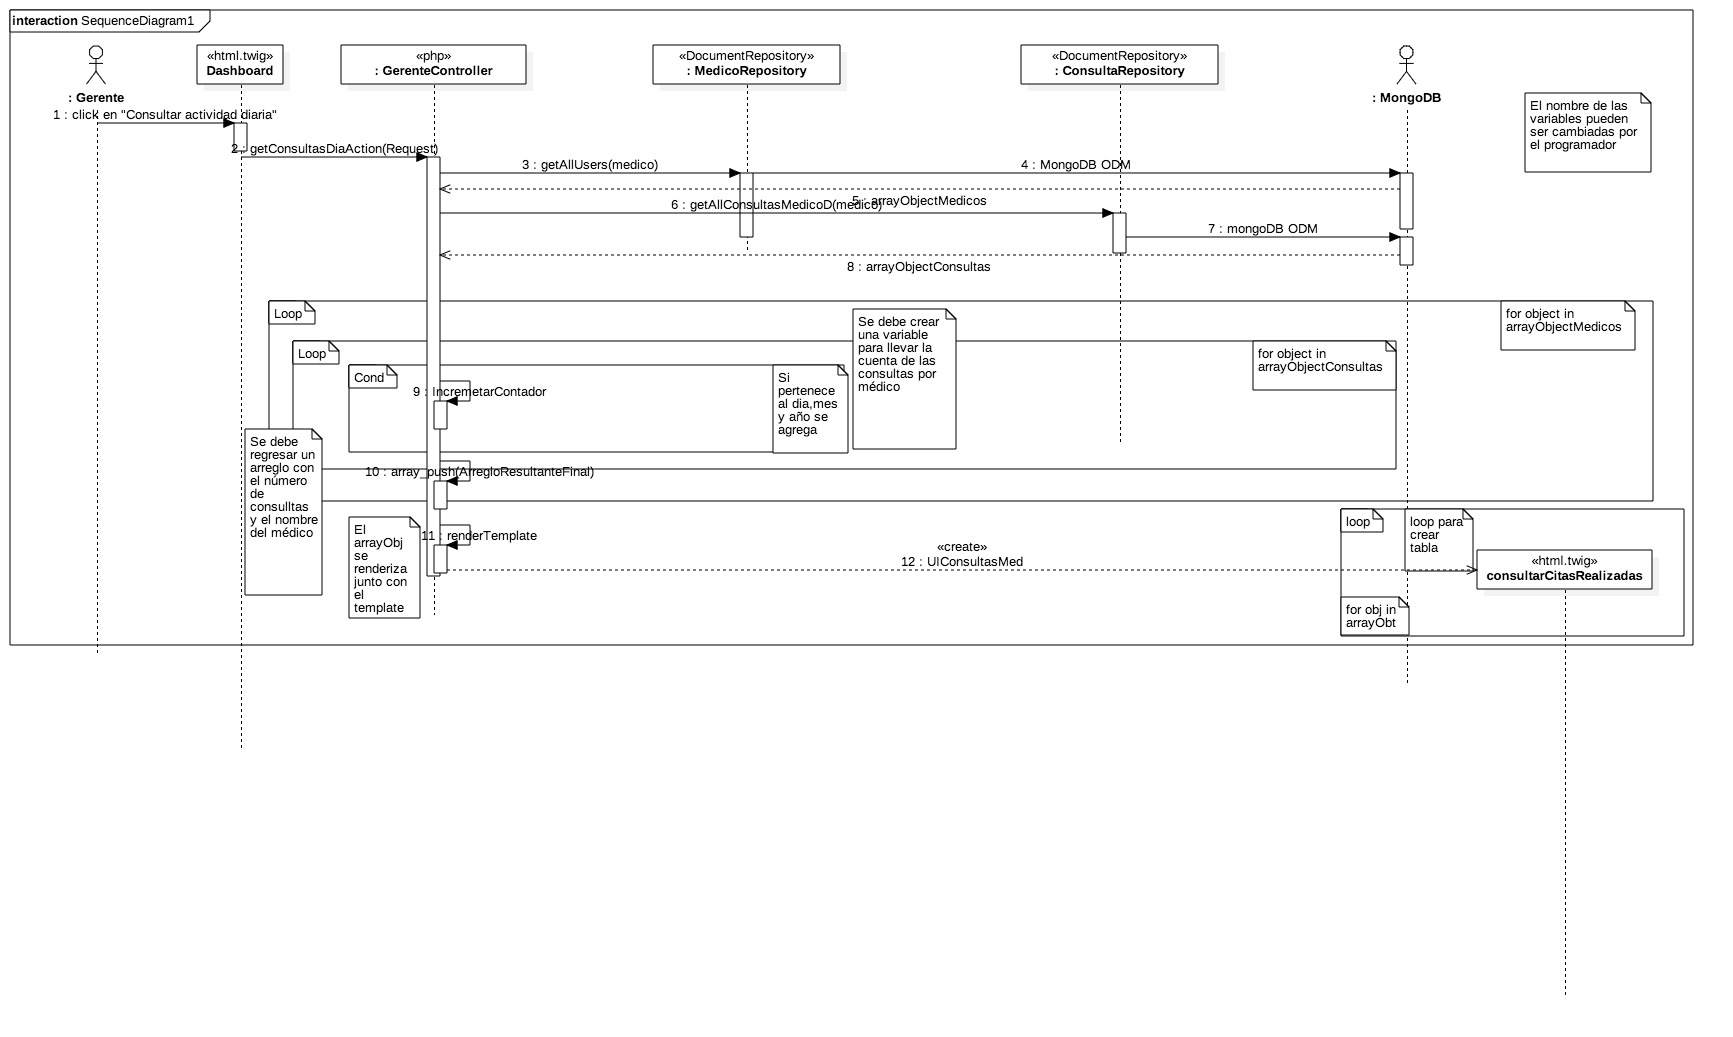 interaction SequenceDiagram1
: Gerente
«html.twig»
Dashboard
«php»
: GerenteController
«DocumentRepository»
: MedicoRepository
«DocumentRepository»
: ConsultaRepository
: MongoDB
El nombre de las
variables pueden
ser cambiadas por
el programador
1 : click en "Consultar actividad diaria"
2 : getConsultasDiaAction(Request)
3 : getAllUsers(medico)
4 : MongoDB ODM
5 : arrayObjectMedicos
6 : getAllConsultasMedicoD(medico)
7 : mongoDB ODM
8 : arrayObjectConsultas
Loop
for object in
arrayObjectMedicos
Loop
for object in
arrayObjectConsultas
Se debe crear
una variable
para llevar la
cuenta de las
consultas por
médico
Cond
Si
pertenece
al dia,mes
y año se
agrega
9 : IncremetarContador
Se debe
regresar un
arreglo con
el número
de
consulltas
y el nombre
del médico
10 : array_push(ArregloResultanteFinal)
El
arrayObj
se
renderiza
junto con
el
template
11 : renderTemplate
«create»
12 : UIConsultasMed
loop
loop para
crear
tabla
«html.twig»
consultarCitasRealizadas
for obj in
arrayObt